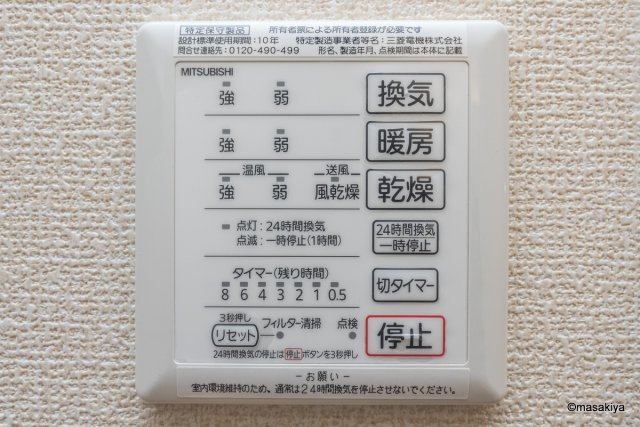 特定保守製品 所有者票による所有者登録が必要です
設計標準使用期間:10年 特定製造事業者等名:三菱電機株式会社
問合せ連絡先:0120-490-499 形名、製造年月、点検期間は本体に記載
MITSUBISHI
強 弱 換気
強 弱 暖房
温風 送風
強 弱 風乾燥 乾燥
点灯:24時間換気
点滅:一時停止(1時間)
24時間換気
一時停止
タイマー(残り時間)
8 6 4 3 2 1 0.5
切タイマー
3秒押し
リセット フィルター清掃 点検
停止
24時間換気の停止は停止ボタンを3秒押し
-お願い-
室内環境維持のため、通常は24時間換気を停止させないでください。
©masakiya